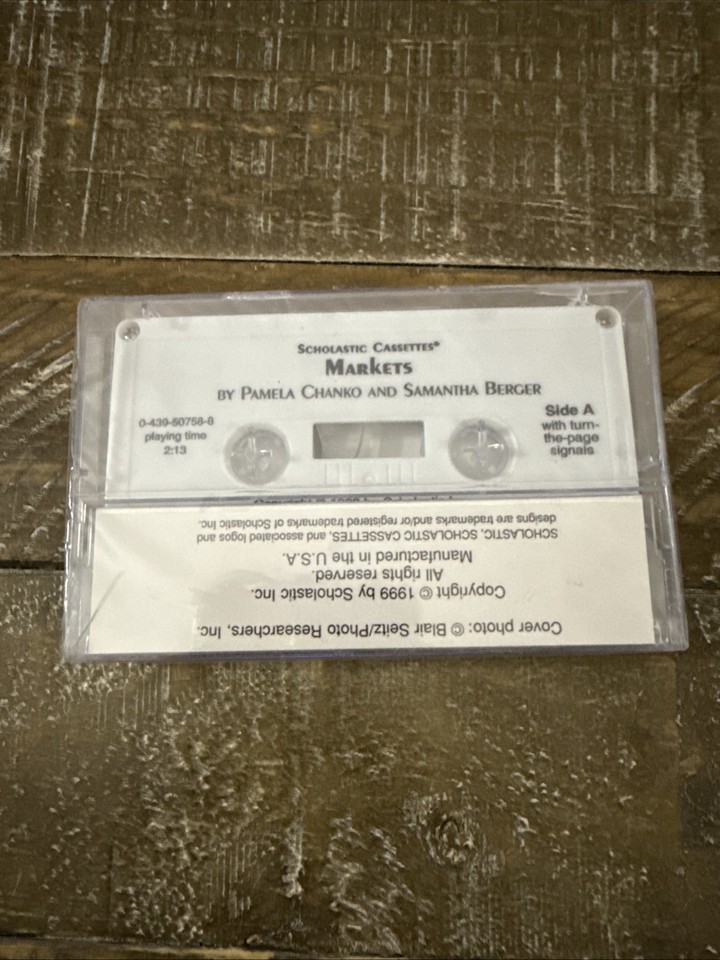 SCHOLASTIC CASSETTES®
MARKETS
BY PAMELA CHANKO AND SAMANTHA BERGER
0-439-50758-8
playing time
2:13
Side A
with turn-
the-page
signals
Cover photo: © Blair Seitz/Photo Researchers, Inc.
Copyright © 1999 by Scholastic Inc.
All rights reserved.
Manufactured in the U.S.A.
SCHOLASTIC, SCHOLASTIC CASSETTES, and associated logos and
designs are trademarks and/or registered trademarks of Scholastic Inc.